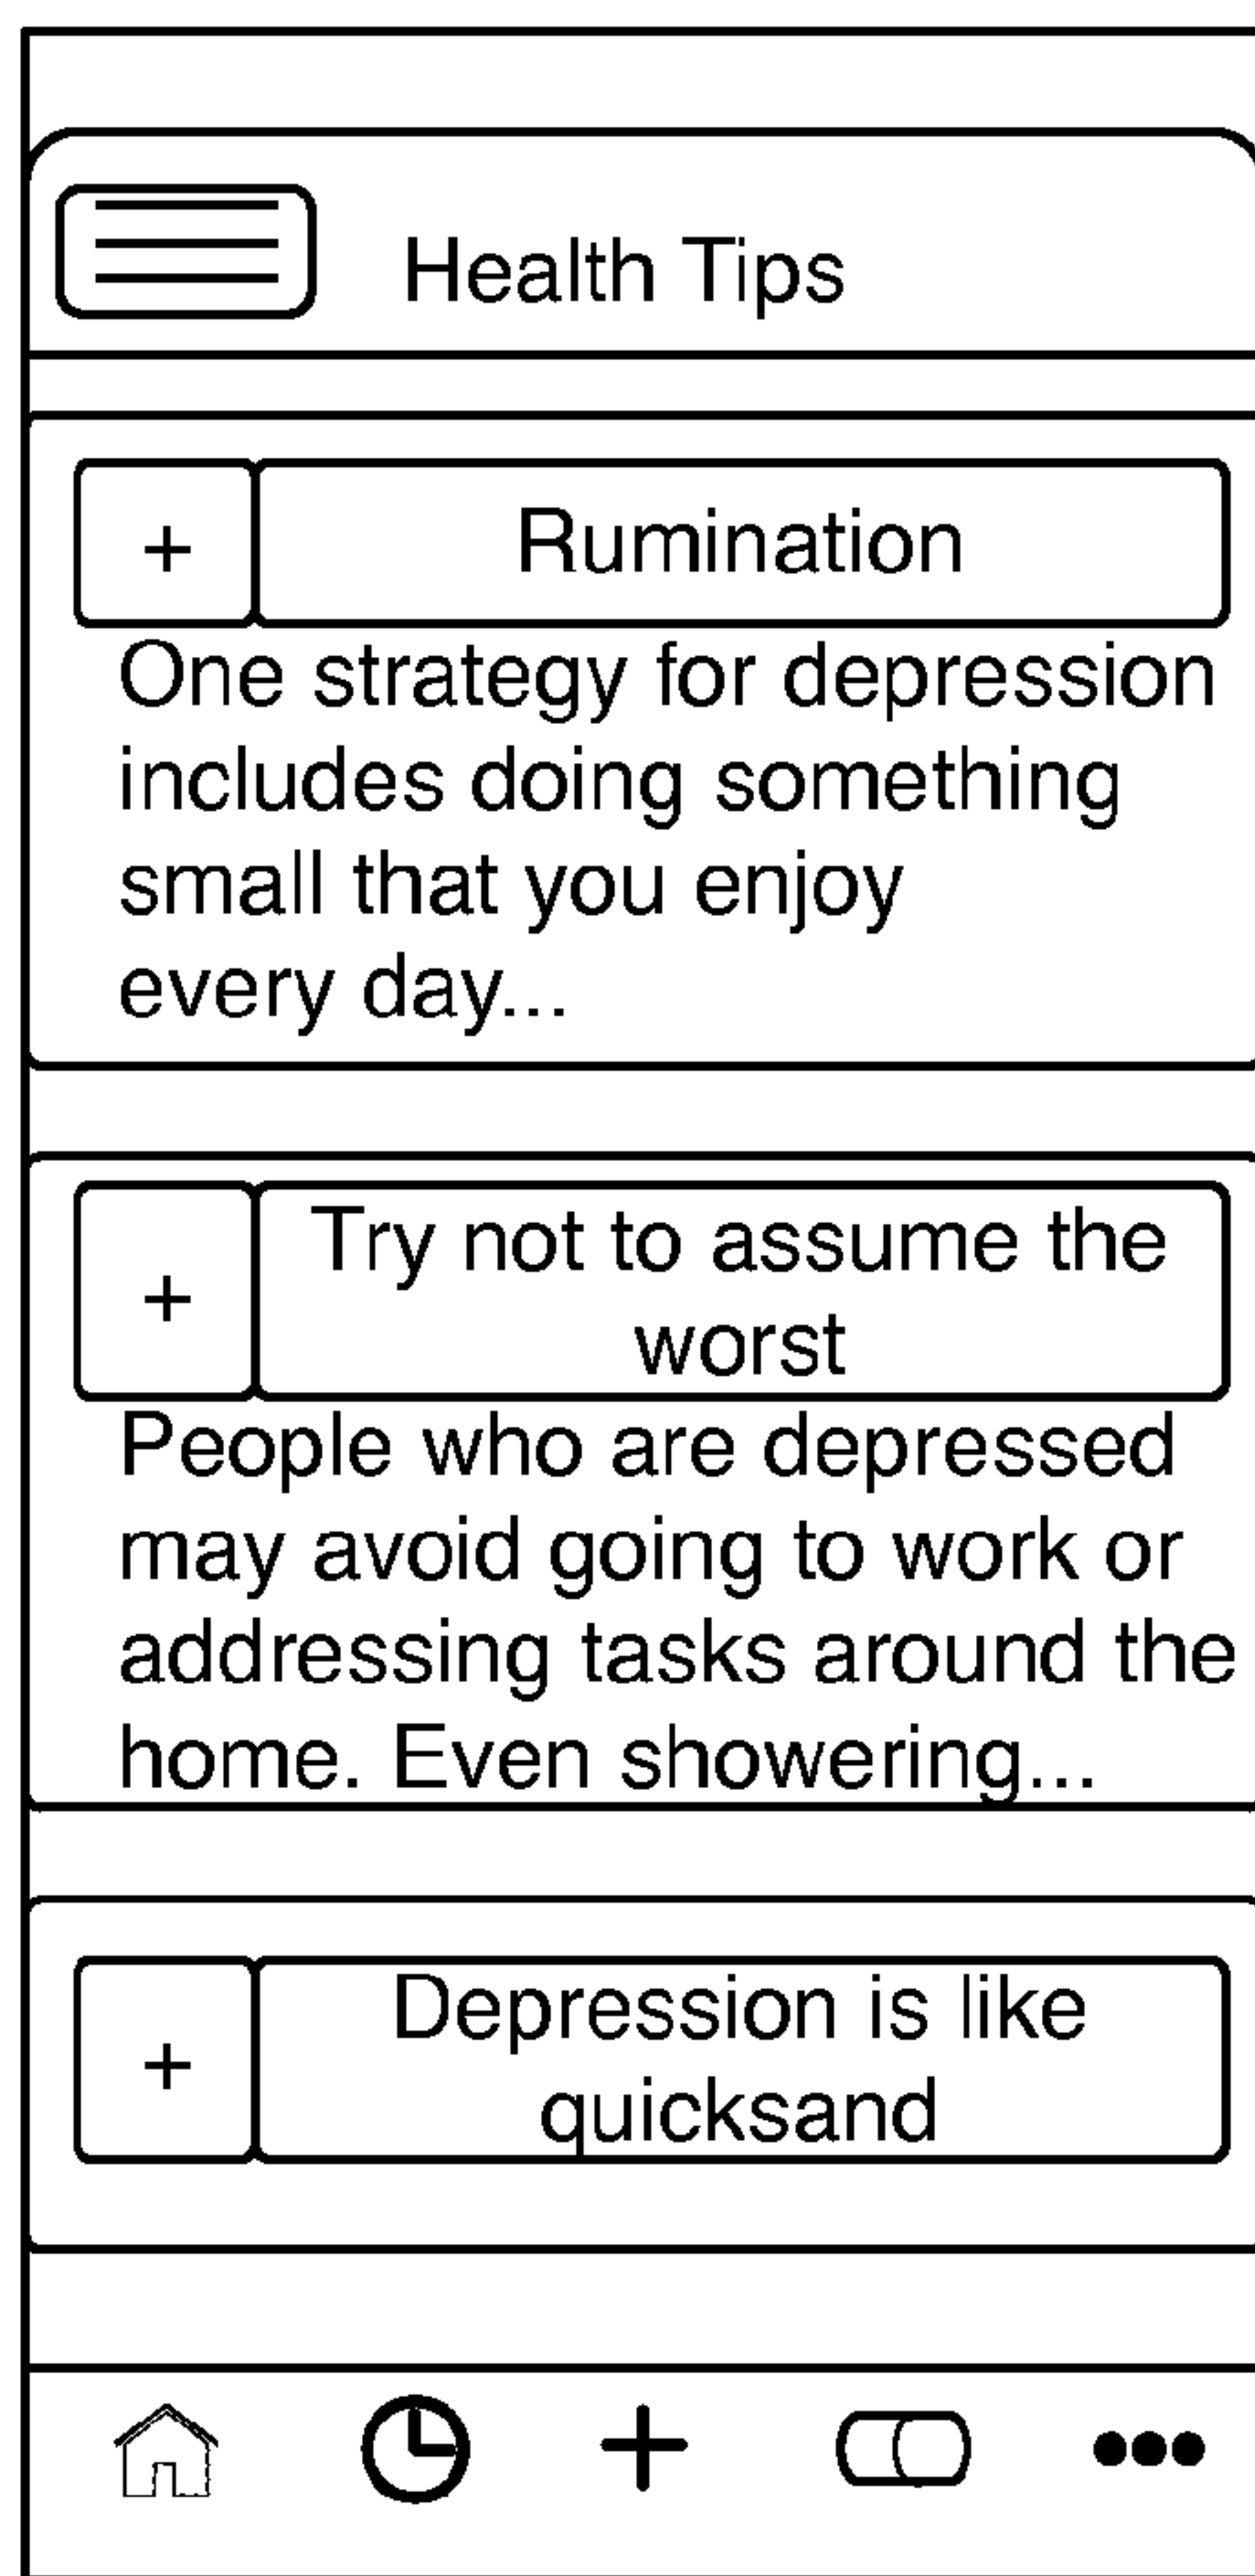 Health Tips
+
Rumination
One strategy for depression
includes doing something
small that you enjoy
every day...
+
Try not to assume the
worst
People who are depressed
may avoid going to work or
addressing tasks around the
home. Even showering...
+
Depression is like
quicksand